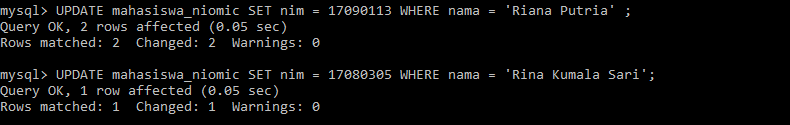 mysql> UPDATE mahasiswa_niomic SET nim = 17090113 WHERE nama = 'Riana Putria' ;
Query OK, 2 rows affected (0.05 sec)
Rows matched: 2  Changed: 2  Warnings: 0
mysql> UPDATE mahasiswa_niomic SET nim = 17080305 WHERE nama = 'Rina Kumala Sari';
Query OK, 1 row affected (0.05 sec)
Rows matched: 1  Changed: 1  Warnings: 0